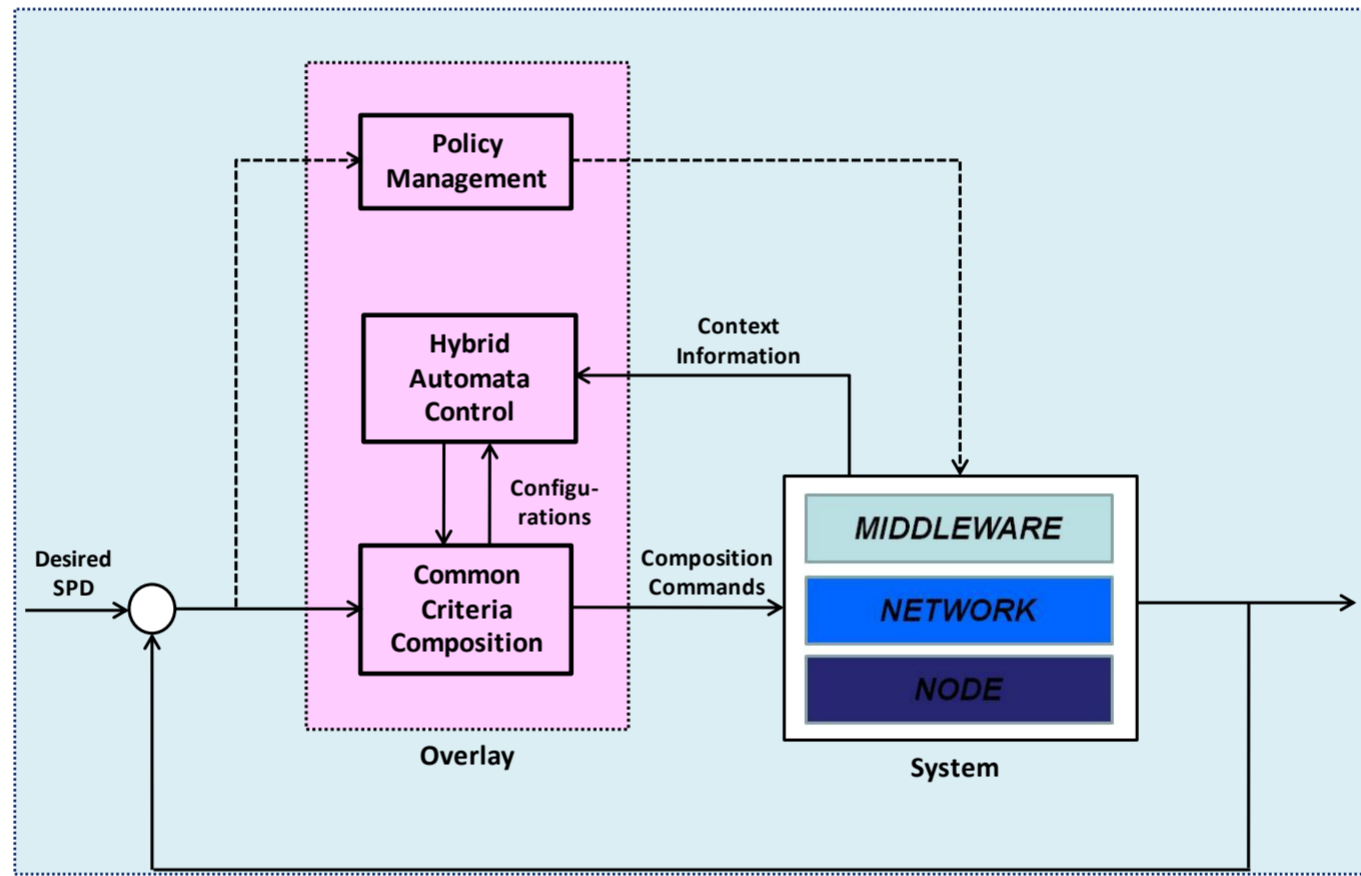 Policy
Management
Hybrid
Automata
Control
Context
Information
Configu-
rations
Desired
SPD
Common
Criteria
Composition
Composition
Commands
MIDDLEWARE
NETWORK
NODE
Overlay
System